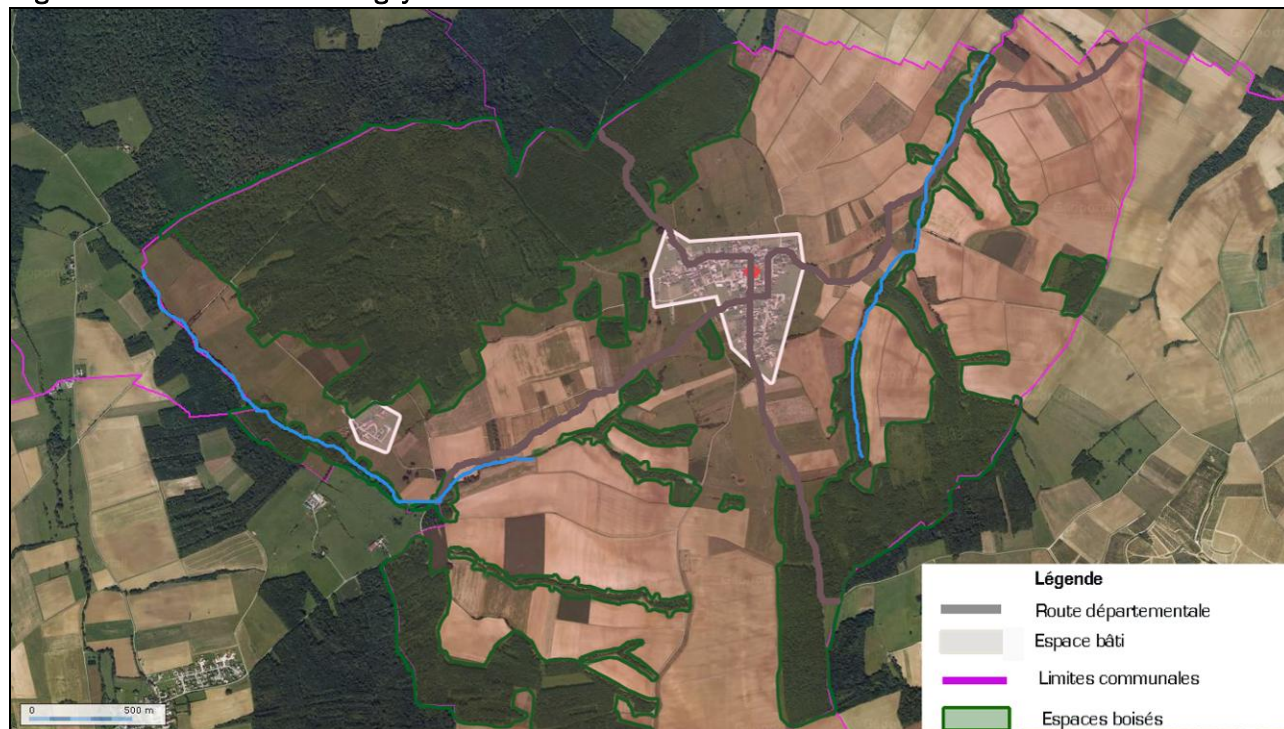 Légende
Route départementale
Espace bâti
Limites communales
Espaces boisés
0 500 m